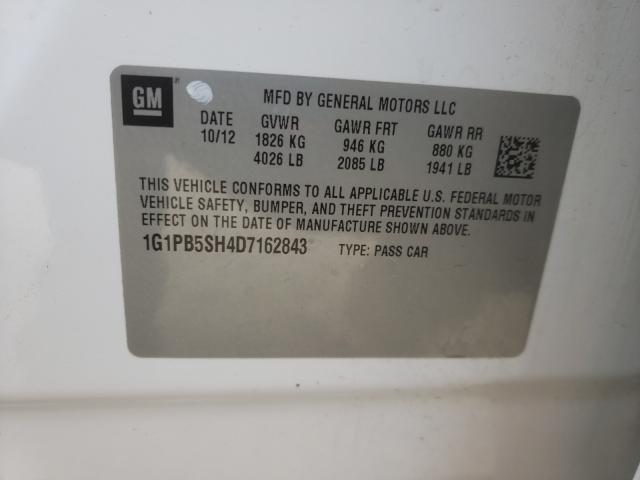 GM
MFD BY GENERAL MOTORS LLC
DATE GVWR GAWR FRT GAWR RR
10/12 1826 KG 946 KG 880 KG
4026 LB 2085 LB 1941 LB
THIS VEHICLE CONFORMS TO ALL APPLICABLE U.S. FEDERAL MOTOR
VEHICLE SAFETY, BUMPER, AND THEFT PREVENTION STANDARDS IN
EFFECT ON THE DATE OF MANUFACTURE SHOWN ABOVE.
1G1PB5SH4D7162843 TYPE: PASS CAR